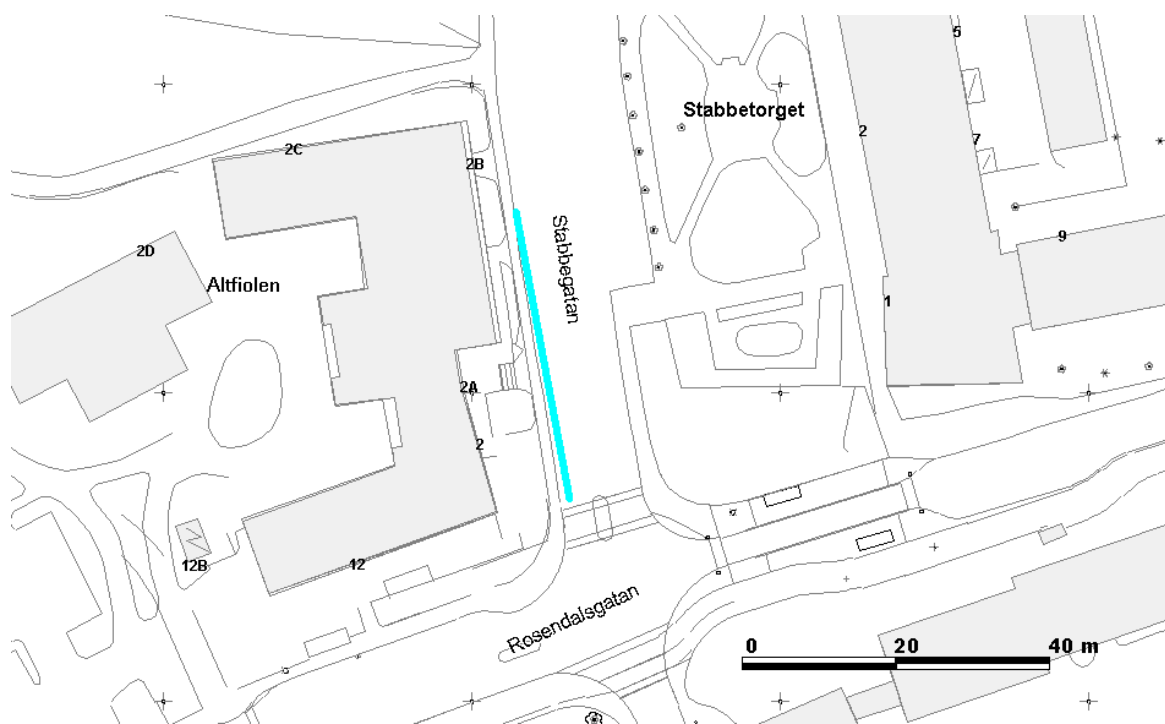 5
Stabbetorget
2
7
2C
2B
9
2D
Stabbegatan
Altfiolen
1
2A
2
12B
12
Rosendalsgatan
0 20 40 m